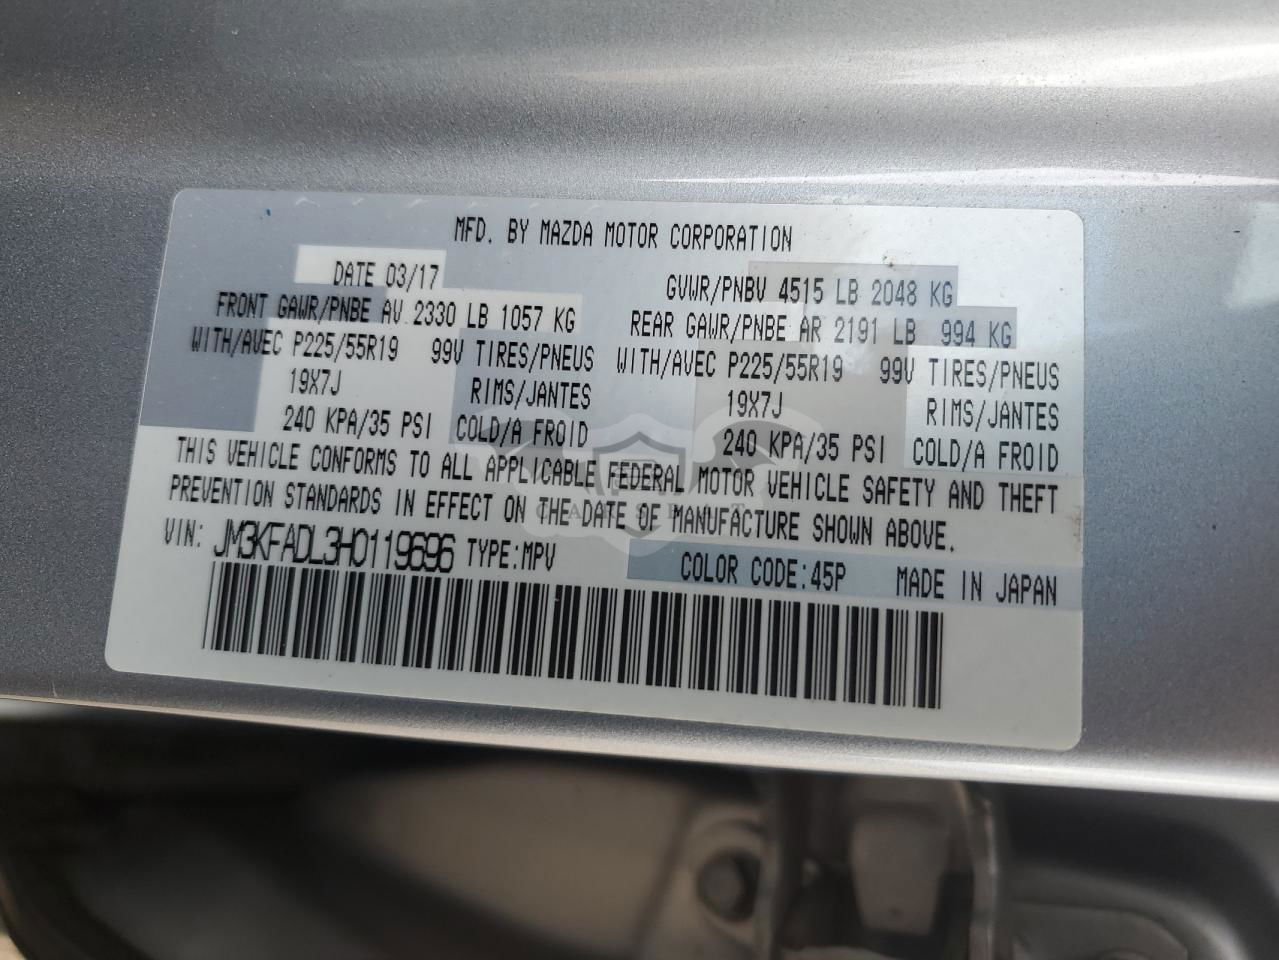 MFD. BY MAZDA MOTOR CORPORATION
DATE 03/17 GVWR/PNBV 4515 LB 2048 KG
FRONT GAWR/PNBE AV 2330 LB 1057 KG REAR GAWR/PNBE AR 2191 LB 994 KG
WITH/AVEC P225/55R19 99V TIRES/PNEUS WITH/AVEC P225/55R19 99V TIRES/PNEUS
19X7J RIMS/JANTES 19X7J RIMS/JANTES
240 KPA/35 PSI COLD/A FROID 240 KPA/35 PSI COLD/A FROID
THIS VEHICLE CONFORMS TO ALL APPLICABLE FEDERAL MOTOR VEHICLE SAFETY AND THEFT
PREVENTION STANDARDS IN EFFECT ON THE DATE OF MANUFACTURE SHOWN ABOVE.
VIN: JM3KFADL3H0119696 TYPE:MPV COLOR CODE:45P MADE IN JAPAN